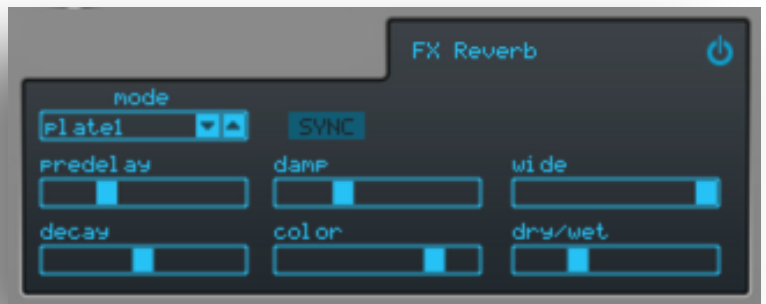 FX Reverb
mode
plate1
SYNC
predelay damp wide
decay color dry/wet